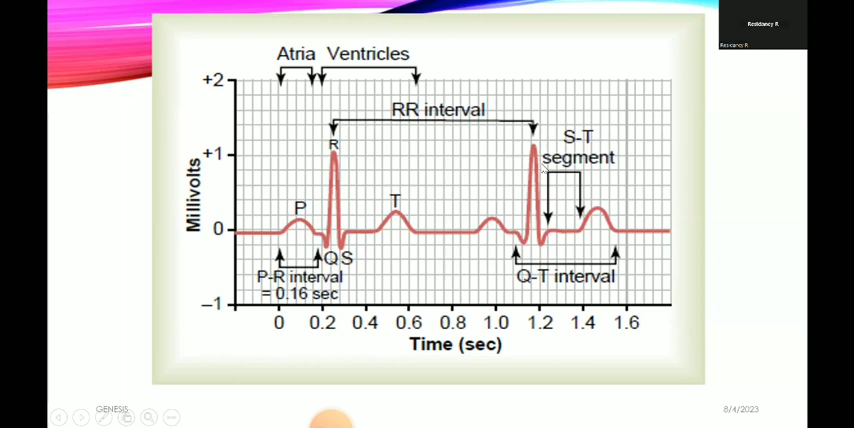 Residancy R
Residancy R
Atria Ventricles
+2
RR interval
R
S-T
segment
+1
Millivolts
P
T
0
Q S
P-R interval
= 0.16 sec
Q-T interval
–1
0 0.2 0.4 0.6 0.8 1.0 1.2 1.4 1.6
Time (sec)
GENESIS
8/4/2023